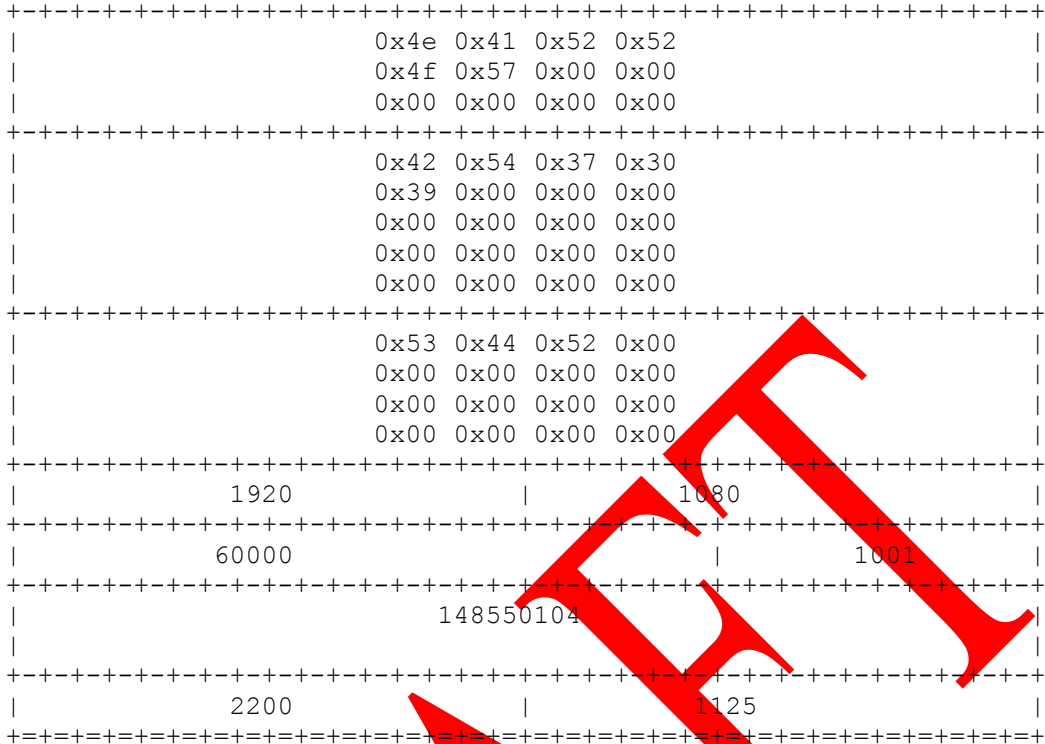 +-+-+-+-+-+-+-+-+-+-+-+-+-+-+-+-+-+-+-+-+-+-+-+-+-+-+-+-+-+-+-+-+
|                      0x4e 0x41 0x52 0x52                      |
|                      0x4f 0x57 0x00 0x00                      |
|                      0x00 0x00 0x00 0x00                      |
+-+-+-+-+-+-+-+-+-+-+-+-+-+-+-+-+-+-+-+-+-+-+-+-+-+-+-+-+-+-+-+-+
|                      0x42 0x54 0x37 0x30                      |
|                      0x39 0x00 0x00 0x00                      |
|                      0x00 0x00 0x00 0x00                      |
|                      0x00 0x00 0x00 0x00                      |
|                      0x00 0x00 0x00 0x00                      |
+-+-+-+-+-+-+-+-+-+-+-+-+-+-+-+-+-+-+-+-+-+-+-+-+-+-+-+-+-+-+-+-+
|                      0x53 0x44 0x52 0x00                      |
|                      0x00 0x00 0x00 0x00                      |
|                      0x00 0x00 0x00 0x00                      |
|                      0x00 0x00 0x00 0x00                      |
+-+-+-+-+-+-+-+-+-+-+-+-+-+-+-+-+-+-+-+-+-+-+-+-+-+-+-+-+-+-+-+-+
|             1920              |         1080                  |
+-+-+-+-+-+-+-+-+-+-+-+-+-+-+-+-+-+-+-+-+-+-+-+-+-+-+-+-+-+-+-+-+
|            60000                          |        1001       |
+-+-+-+-+-+-+-+-+-+-+-+-+-+-+-+-+-+-+-+-+-+-+-+-+-+-+-+-+-+-+-+-+
|                          148550104                            |
|                                                               |
+-+-+-+-+-+-+-+-+-+-+-+-+-+-+-+-+-+-+-+-+-+-+-+-+-+-+-+-+-+-+-+-+
|             2200              |          1125                 |
+=+=+=+=+=+=+=+=+=+=+=+=+=+=+=+=+=+=+=+=+=+=+=+=+=+=+=+=+=+=+=+=+
FT